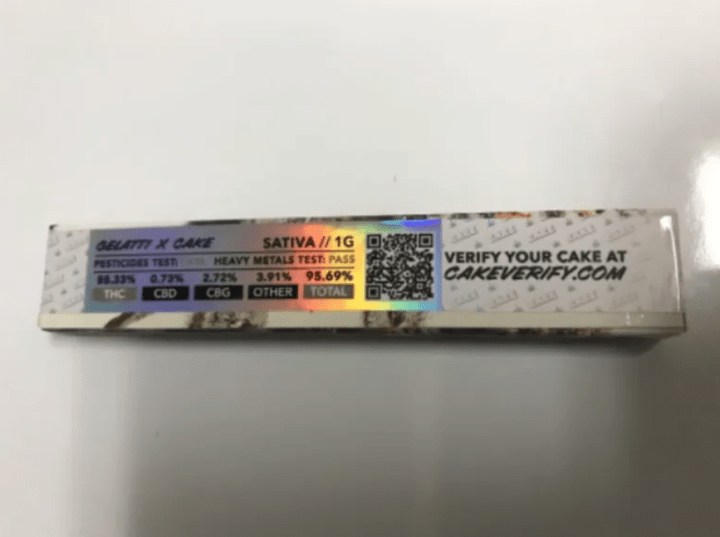 GELATTI X CAKE SATIVA // 1G
PESTICIDES TEST: HEAVY METALS TEST: PASS
88.33% 0.73% 2.72% 3.91% 95.69%
THC CBD CBG OTHER TOTAL
VERIFY YOUR CAKE AT
CAKEVERIFY.COM